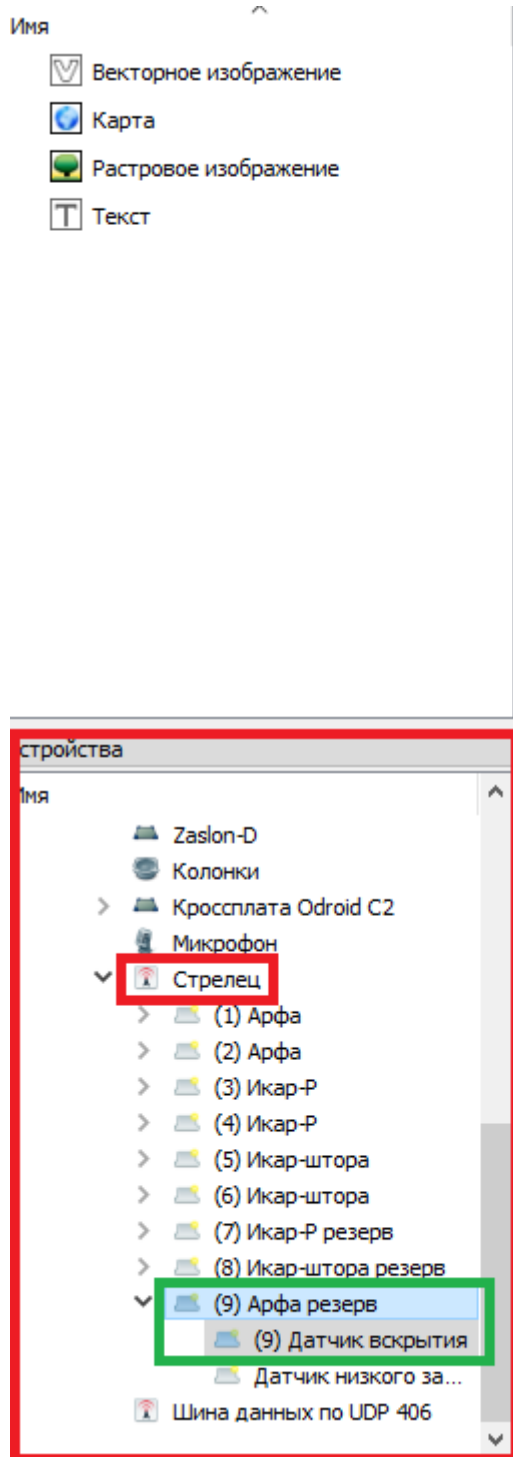 Имя
Векторное изображение
Карта
Растровое изображение
T Текст
стройства
Имя
Zaslon-D
Колонки
Кроссплата Odroid C2
Микрофон
Стрелец
(1) Арфа
(2) Арфа
(3) Икар-Р
(4) Икар-Р
(5) Икар-штора
(6) Икар-штора
(7) Икар-Р резерв
(8) Икар-штора резерв
(9) Арфа резерв
(9) Датчик вскрытия
Датчик низкого за...
Шина данных по UDP 406